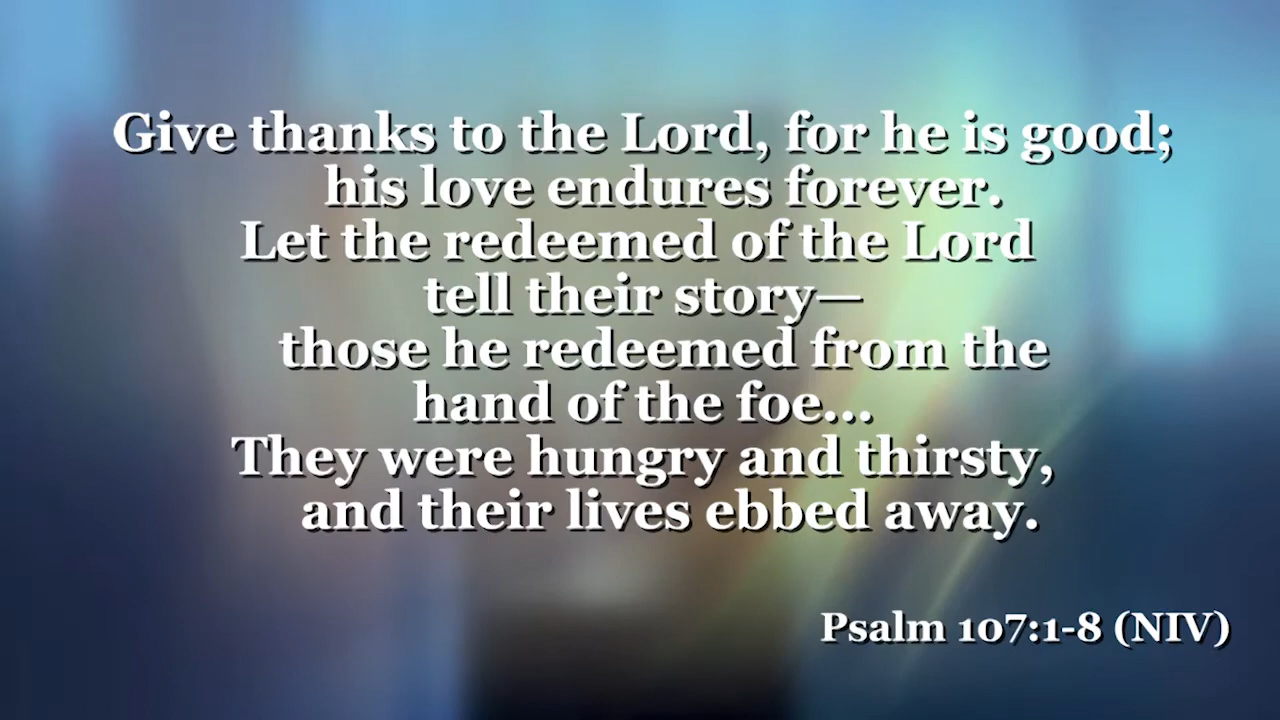 Give thanks to the Lord, for he is good;
his love endures forever.
Let the redeemed of the Lord
tell their story—
those he redeemed from the
hand of the foe...
They were hungry and thirsty,
and their lives ebbed away.
Psalm 107:1-8 (NIV)